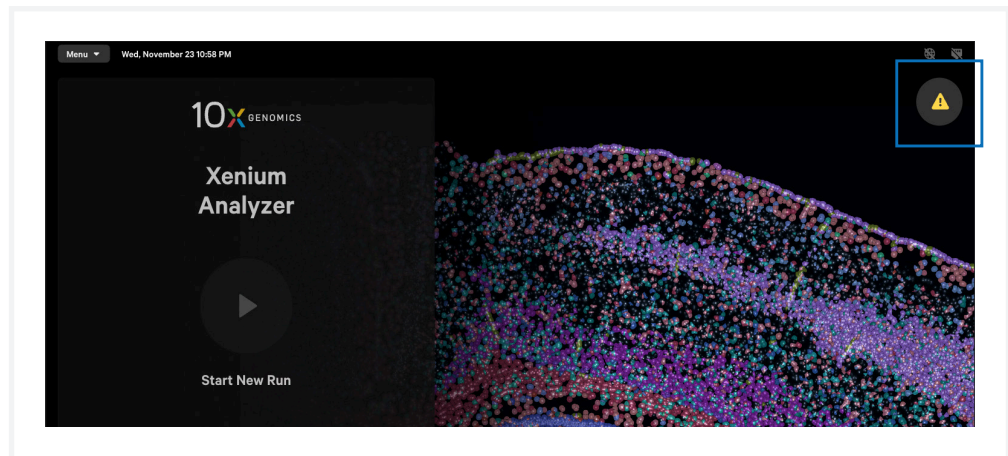 Menu
Wed, November 23 10:58 PM
10X GENOMICS
Xenium
Analyzer
Start New Run